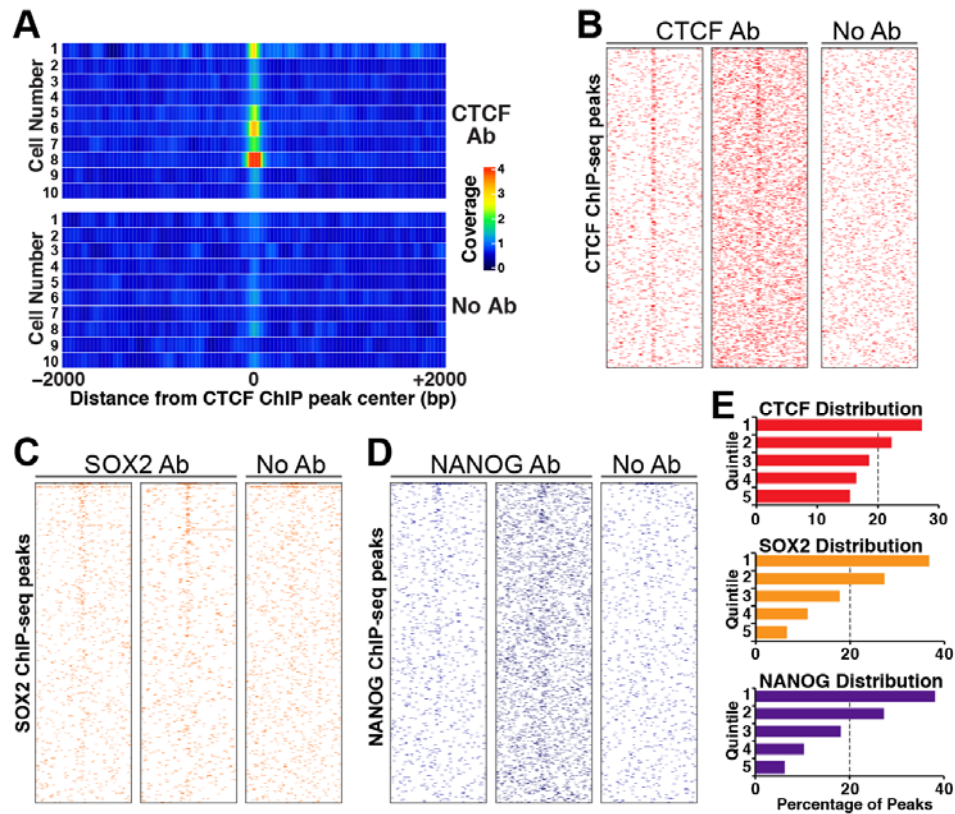 A
1
2
3
4
5
6
7
8
9
10
Cell Number
CTCF
Ab
Coverage
4
3
2
1
0
1
2
3
4
5
6
7
8
9
10
Cell Number
No Ab
−2000
0
+2000
Distance from CTCF ChIP peak center (bp)
B
CTCF Ab
No Ab
CTCF ChIP-seq peaks
C
SOX2 Ab
No Ab
SOX2 ChIP-seq peaks
D
NANOG Ab
No Ab
NANOG ChIP-seq peaks
E
CTCF Distribution
Quintile
1
2
3
4
5
0
10
20
30
SOX2 Distribution
Quintile
1
2
3
4
5
0
20
40
NANOG Distribution
Quintile
1
2
3
4
5
0
20
40
Percentage of Peaks